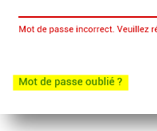 Mot de passe incorrect. Veuillez
Mot de passe oublié ?